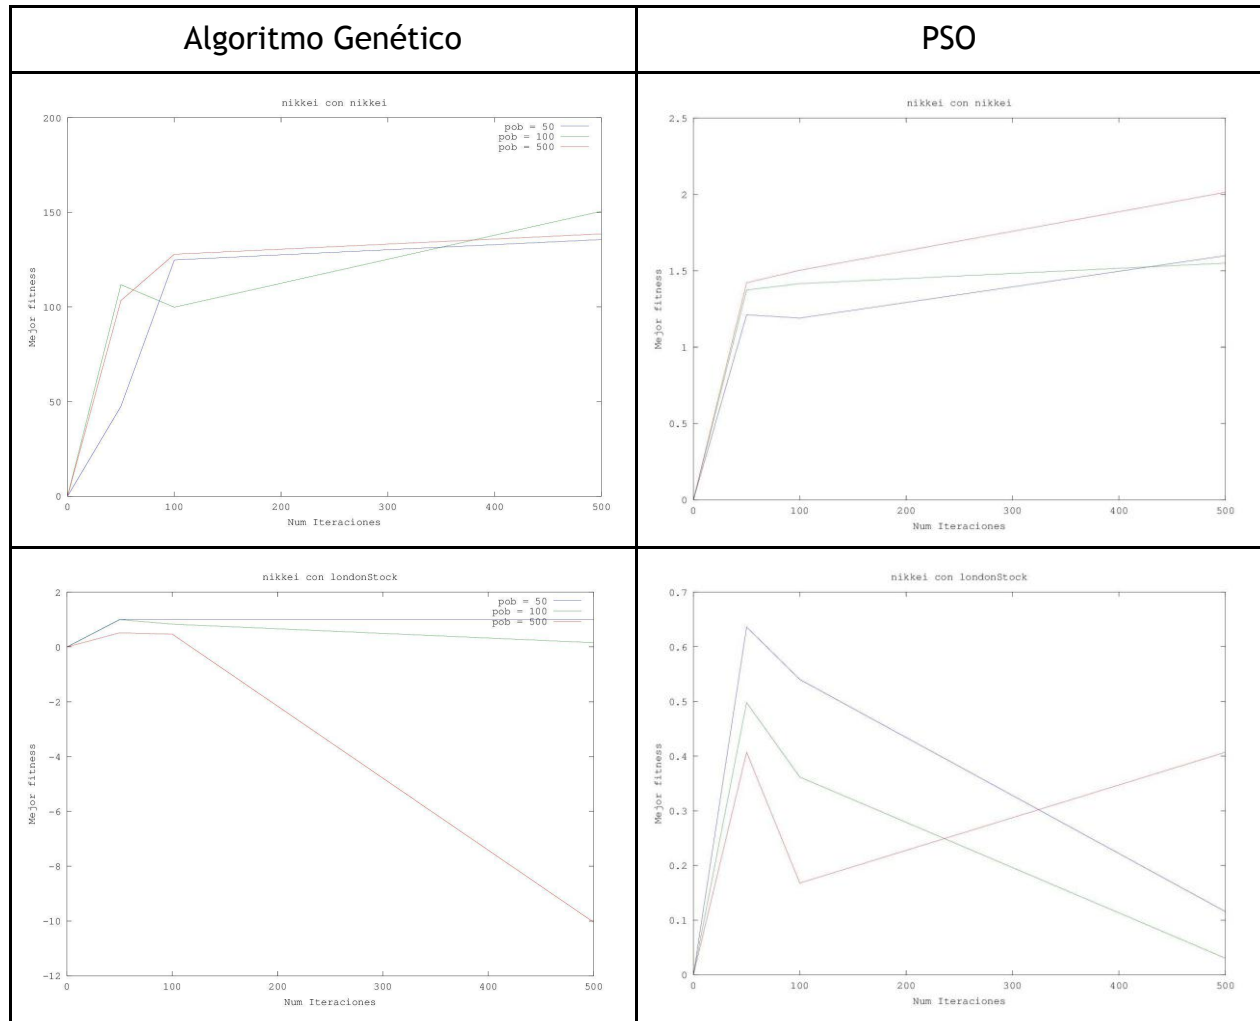 Algoritmo Genético
PSO
nikkei con nikkei
200
150
100
50
0
Mejor fitness
pob = 50
pob = 100
pob = 500
0 100 200 300 400 500
Num Iteraciones
nikkei con nikkei
2.5
2
1.5
1
0.5
0
Mejor fitness
0 100 200 300 400 500
Num Iteraciones
nikkei con londonStock
2
0
-2
-4
-6
-8
-10
-12
Mejor fitness
pob = 50
pob = 100
pob = 500
0 100 200 300 400 500
Num Iteraciones
nikkei con londonStock
0.7
0.6
0.5
0.4
0.3
0.2
0.1
0
Mejor fitness
0 100 200 300 400 500
Num Iteraciones